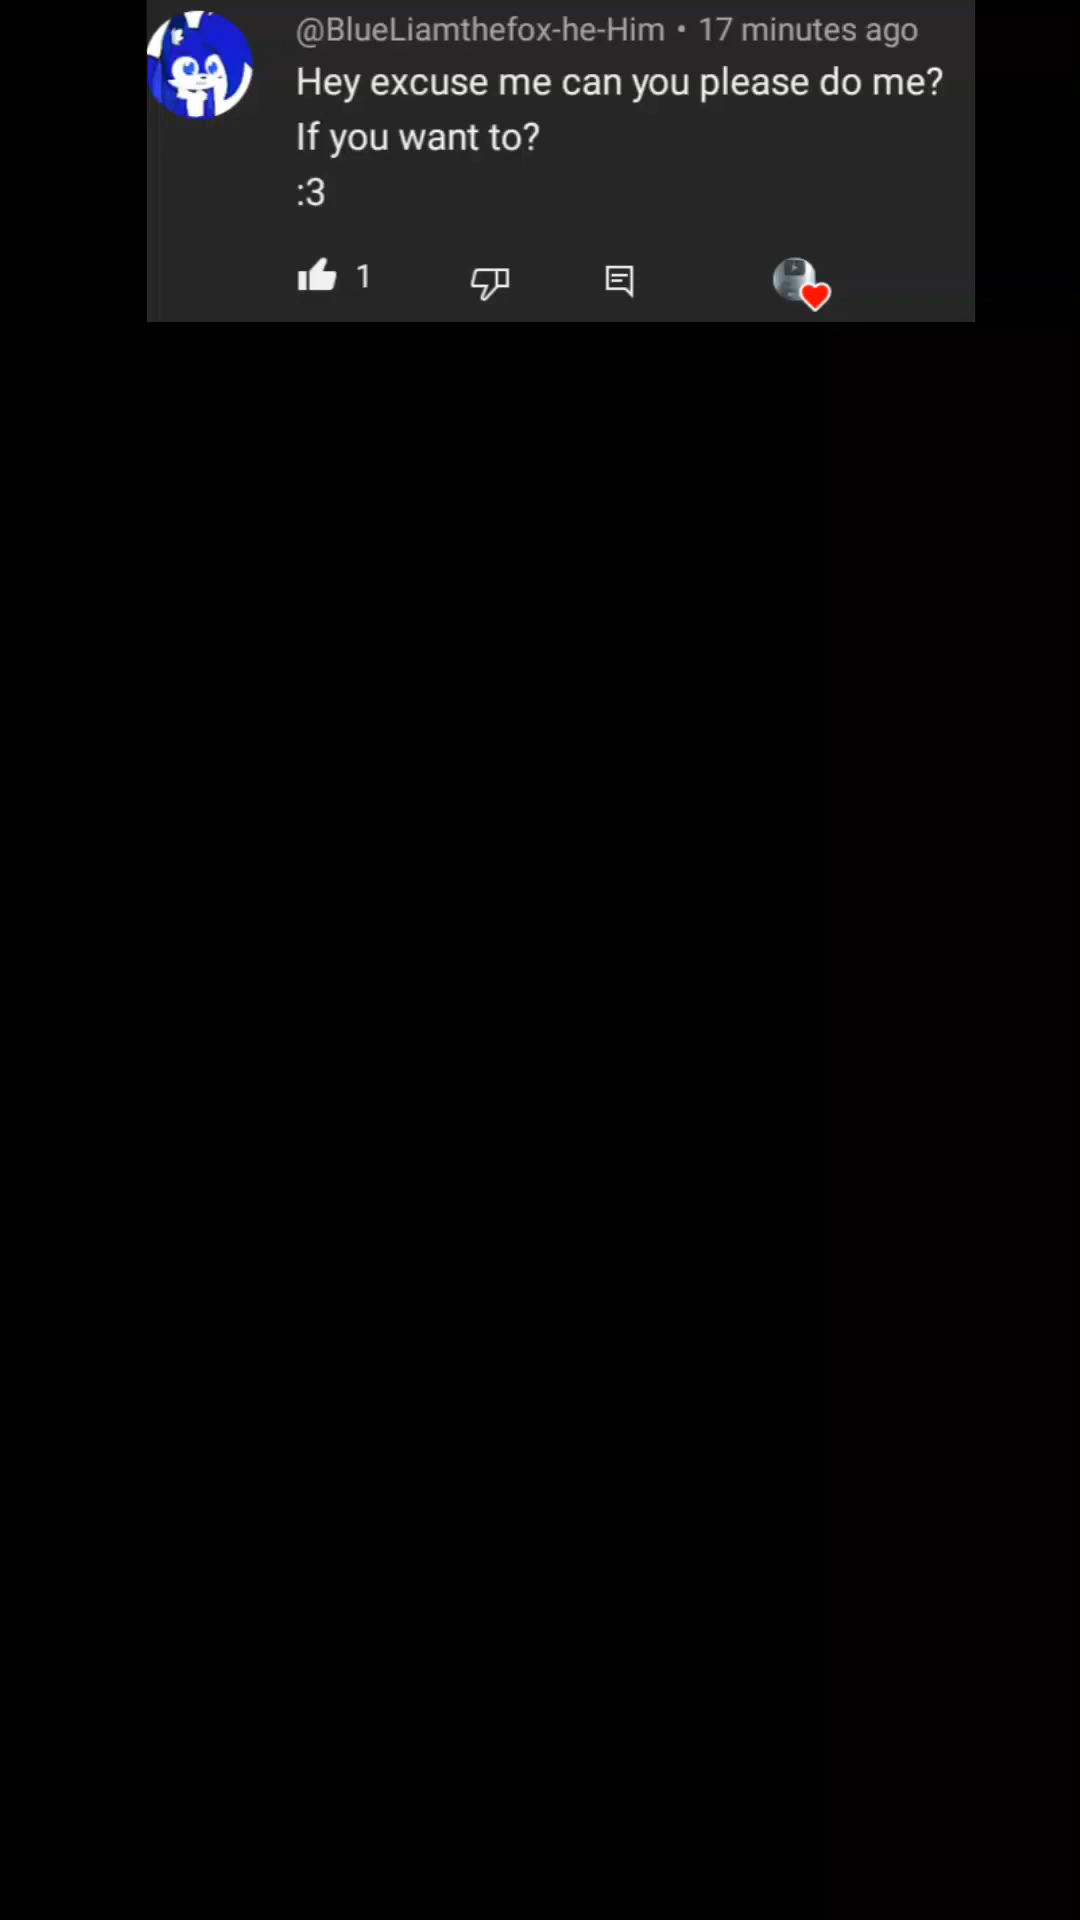 @BlueLiamthefox-he-Him • 17 minutes ago
Hey excuse me can you please do me?
If you want to?
:3
1